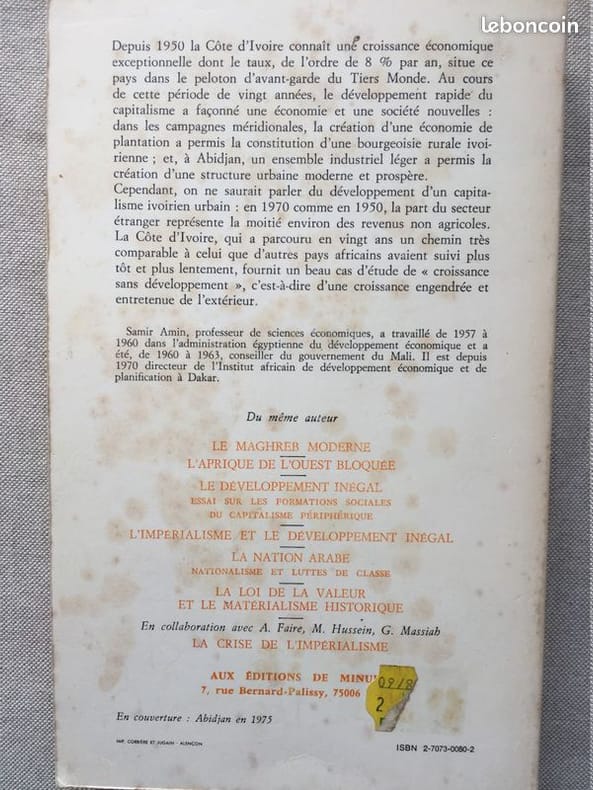 leboncoin
Depuis 1950 la Côte d'Ivoire connaît une croissance économique
exceptionnelle dont le taux, de l'ordre de 8 % par an, situe ce
pays dans le peloton d'avant-garde du Tiers Monde. Au cours
de cette période de vingt années, le développement rapide du
capitalisme a façonné une économie et une société nouvelles :
dans les campagnes méridionales, la création d'une économie de
plantation a permis la constitution d'une bourgeoisie rurale ivoi-
rienne ; et, à Abidjan, un ensemble industriel léger a permis la
création d'une structure urbaine moderne et prospère.
Cependant, on ne saurait parler du développement d'un capita-
lisme ivoirien urbain : en 1970 comme en 1950, la part du secteur
étranger représente la moitié environ des revenus non agricoles.
La Côte d'Ivoire, qui a parcouru en vingt ans un chemin très
comparable à celui que d'autres pays africains avaient suivi plus
tôt et plus lentement, fournit un beau cas d'étude de « croissance
sans développement », c'est-à-dire d'une croissance engendrée et
entretenue de l'extérieur.
Samir Amin, professeur de sciences économiques, a travaillé de 1957 à
1960 dans l'administration égyptienne du développement économique et a
été, de 1960 à 1963, conseiller du gouvernement du Mali. Il est depuis
1970 directeur de l'Institut africain de développement économique et de
planification à Dakar.
Du même auteur
LE MAGHREB MODERNE
L'AFRIQUE DE L'OUEST BLOQUÉE
LE DÉVELOPPEMENT INÉGAL
ESSAI SUR LES FORMATIONS SOCIALES
DU CAPITALISME PÉRIPHÉRIQUE
L'IMPÉRIALISME ET LE DÉVELOPPEMENT INÉGAL
LA NATION ARABE
NATIONALISME ET LUTTES DE CLASSE
LA LOI DE LA VALEUR
ET LE MATÉRIALISME HISTORIQUE
En collaboration avec A. Faire, M. Hussein, G. Massiah
LA CRISE DE L'IMPÉRIALISME
AUX ÉDITIONS DE MINU
7, rue Bernard-Palissy, 75006
09/8
2
En couverture : Abidjan en 1975
IMP. CORBIÈRE ET JUGAIN - ALENÇON
ISBN 2-7073-0080-2